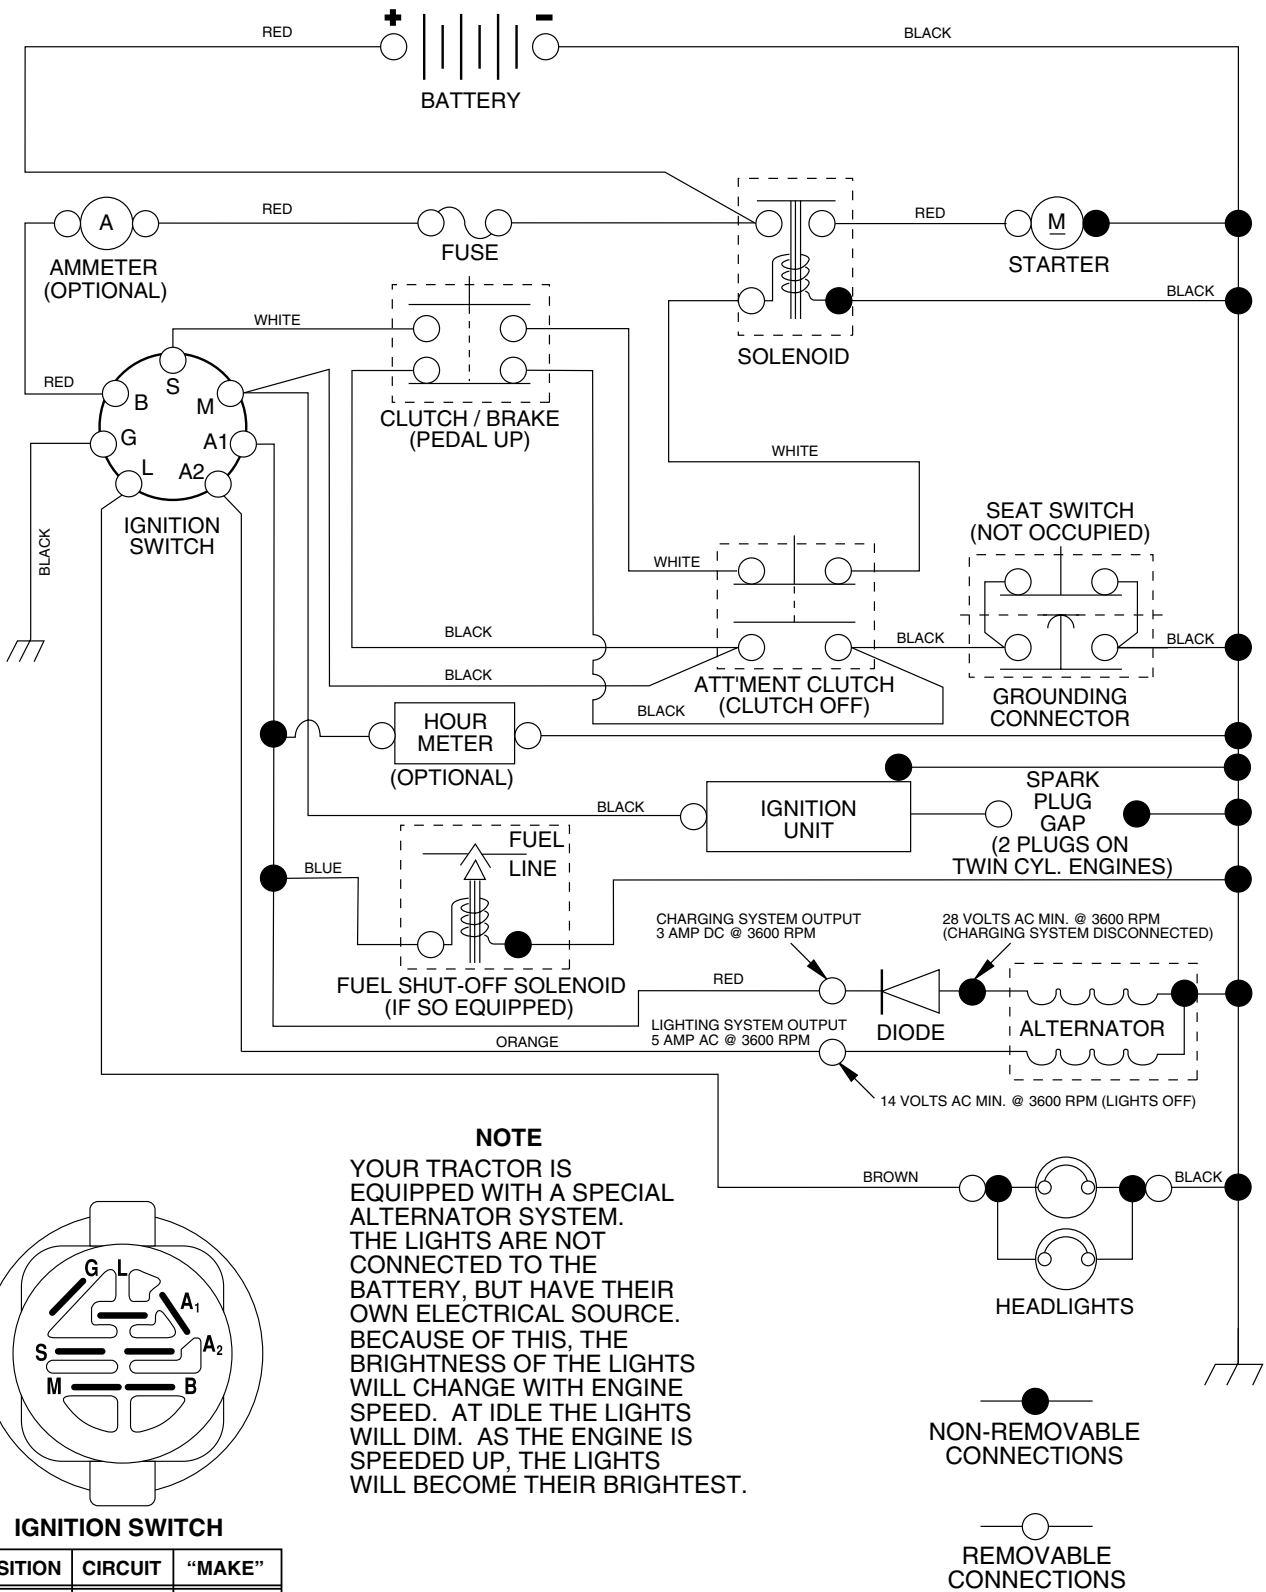 +
−
RED
BLACK
BATTERY
A
RED
RED
M
FUSE
STARTER
AMMETER
(OPTIONAL)
BLACK
WHITE
SOLENOID
RED
S
B
M
CLUTCH / BRAKE
(PEDAL UP)
G
A1
WHITE
L
A2
SEAT SWITCH
(NOT OCCUPIED)
IGNITION
SWITCH
BLACK
WHITE
BLACK
BLACK
BLACK
BLACK
ATT'MENT CLUTCH
(CLUTCH OFF)
GROUNDING
CONNECTOR
BLACK
HOUR
METER
(OPTIONAL)
SPARK
PLUG
GAP
(2 PLUGS ON
TWIN CYL. ENGINES)
BLACK
IGNITION
UNIT
FUEL
LINE
BLUE
CHARGING SYSTEM OUTPUT
3 AMP DC @ 3600 RPM
28 VOLTS AC MIN. @ 3600 RPM
(CHARGING SYSTEM DISCONNECTED)
FUEL SHUT-OFF SOLENOID
(IF SO EQUIPPED)
RED
DIODE
ALTERNATOR
LIGHTING SYSTEM OUTPUT
5 AMP AC @ 3600 RPM
ORANGE
14 VOLTS AC MIN. @ 3600 RPM (LIGHTS OFF)
NOTE
YOUR TRACTOR IS
EQUIPPED WITH A SPECIAL
ALTERNATOR SYSTEM.
THE LIGHTS ARE NOT
CONNECTED TO THE
BATTERY, BUT HAVE THEIR
OWN ELECTRICAL SOURCE.
BECAUSE OF THIS, THE
BRIGHTNESS OF THE LIGHTS
WILL CHANGE WITH ENGINE
SPEED. AT IDLE THE LIGHTS
WILL DIM. AS THE ENGINE IS
SPEEDED UP, THE LIGHTS
WILL BECOME THEIR BRIGHTEST.
BROWN
BLACK
HEADLIGHTS
G
L
A1
A2
S
M
B
IGNITION SWITCH
SITION CIRCUIT “MAKE”
NON-REMOVABLE
CONNECTIONS
REMOVABLE
CONNECTIONS